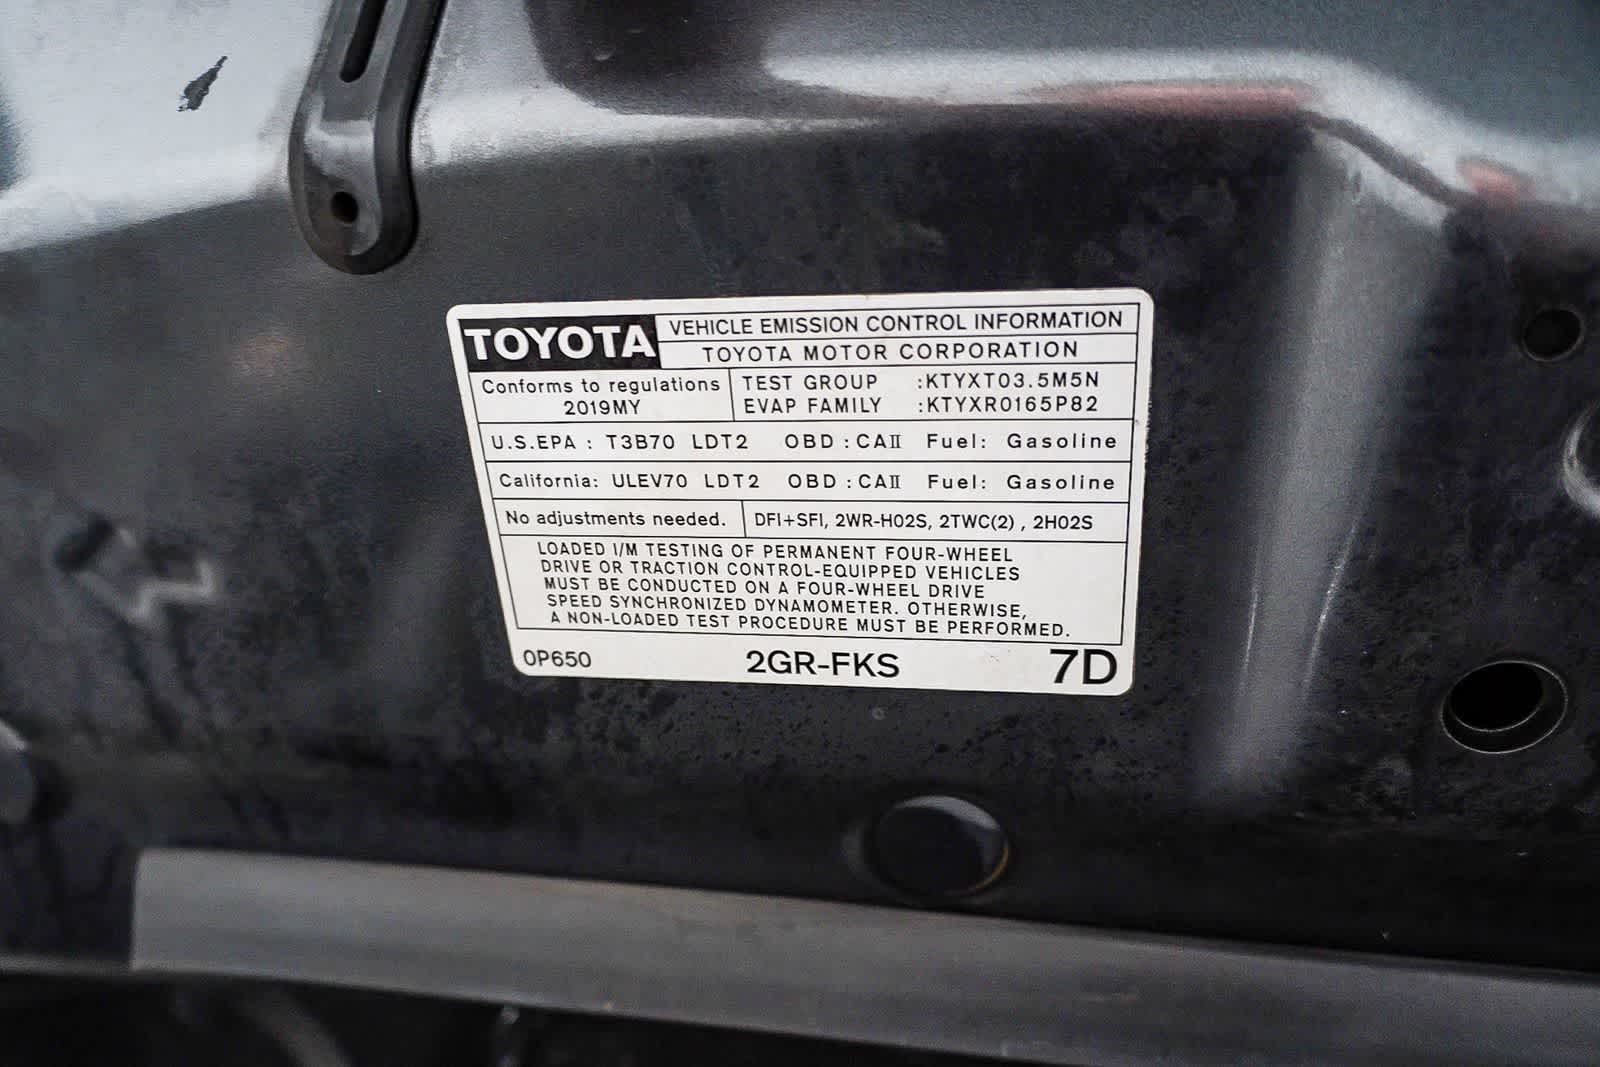 TOYOTA VEHICLE EMISSION CONTROL INFORMATION
TOYOTA MOTOR CORPORATION
Conforms to regulations TEST GROUP :KTYXT03.5M5N
2019MY EVAP FAMILY :KTYXR0165P82
U.S.EPA : T3B70 LDT2 OBD : CAII Fuel: Gasoline
California: ULEV70 LDT2 OBD : CAII Fuel: Gasoline
No adjustments needed. DFI+SFI, 2WR-HO2S, 2TWC(2) , 2HO2S
LOADED I/M TESTING OF PERMANENT FOUR-WHEEL
DRIVE OR TRACTION CONTROL-EQUIPPED VEHICLES
MUST BE CONDUCTED ON A FOUR-WHEEL DRIVE
SPEED SYNCHRONIZED DYNAMOMETER. OTHERWISE,
A NON-LOADED TEST PROCEDURE MUST BE PERFORMED.
0P650 2GR-FKS 7D